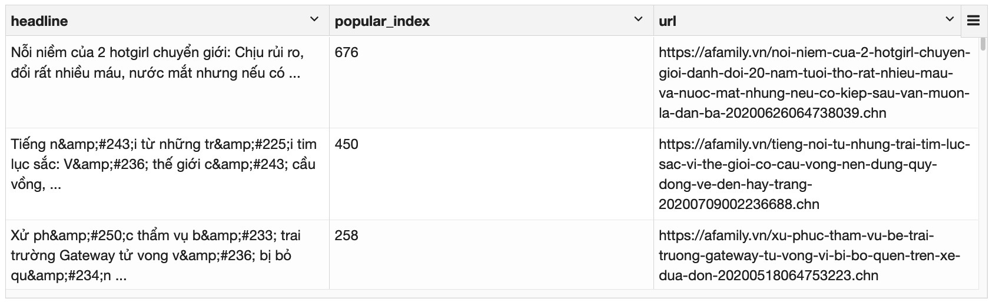 headline
popular_index
url
Nỗi niềm của 2 hotgirl chuyển giới: Chịu rủi ro,
đổi rất nhiều máu, nước mắt nhưng nếu có ...
676
https://afamily.vn/noi-niem-cua-2-hotgirl-chuyen-
gioi-danh-doi-20-nam-tuoi-tho-rat-nhieu-mau-
va-nuoc-mat-nhung-neu-co-kiep-sau-van-muon-
la-dan-ba-20200626064738039.chn
Tiếng n&amp;#243;i từ những tr&amp;#225;i tim
lục sắc: V&amp;#236; thế giới c&amp;#243; cầu
vồng, ...
450
https://afamily.vn/tieng-noi-tu-nhung-trai-tim-luc-
sac-vi-the-gioi-co-cau-vong-nen-dung-quy-
dong-ve-den-hay-trang-
20200709002236688.chn
Xử ph&amp;#250;c thẩm vụ b&amp;#233; trai
trường Gateway tử vong v&amp;#236; bị bỏ
qu&amp;#234;n ...
258
https://afamily.vn/xu-phuc-tham-vu-be-trai-
truong-gateway-tu-vong-vi-bi-bo-quen-tren-xe-
dua-don-20200518064753223.chn